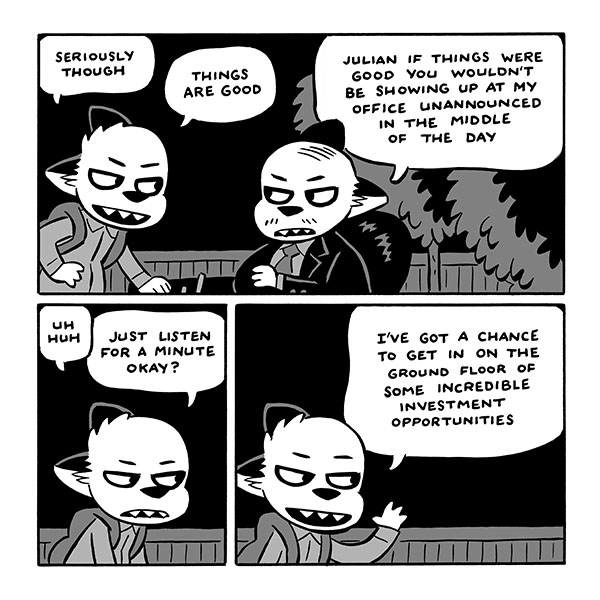 SERIOUSLY
THOUGH
THINGS
ARE GOOD
JULIAN IF THINGS WERE
GOOD YOU WOULDN'T
BE SHOWING UP AT MY
OFFICE UNANNOUNCED
IN THE MIDDLE
OF THE DAY
UH
HUH
JUST LISTEN
FOR A MINUTE
OKAY?
I'VE GOT A CHANCE
TO GET IN ON THE
GROUND FLOOR OF
SOME INCREDIBLE
INVESTMENT
OPPORTUNITIES